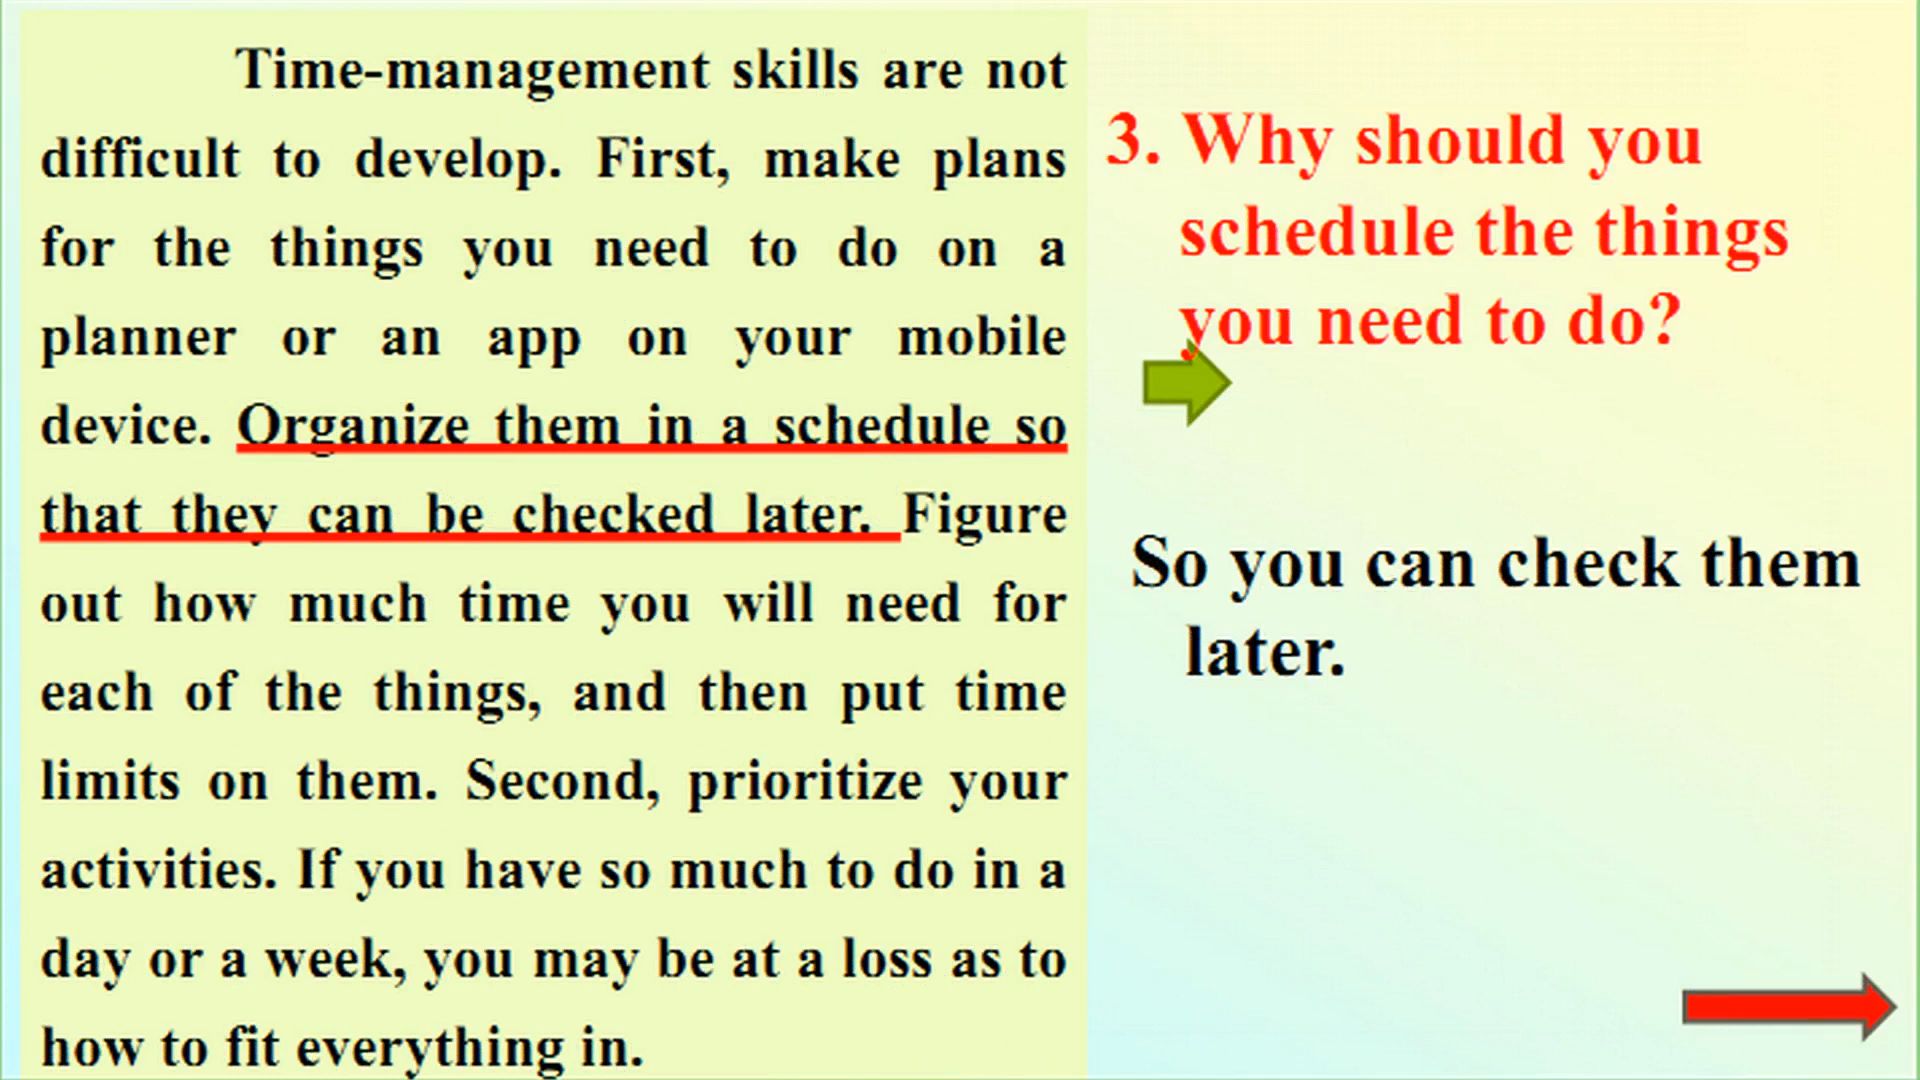 Time-management skills are not
difficult to develop. First, make plans
for the things you need to do on a
planner or an app on your mobile
device. Organize them in a schedule so
that they can be checked later. Figure
out how much time you will need for
each of the things, and then put time
limits on them. Second, prioritize your
activities. If you have so much to do in a
day or a week, you may be at a loss as to
how to fit everything in.
3. Why should you
schedule the things
you need to do?
So you can check them
later.